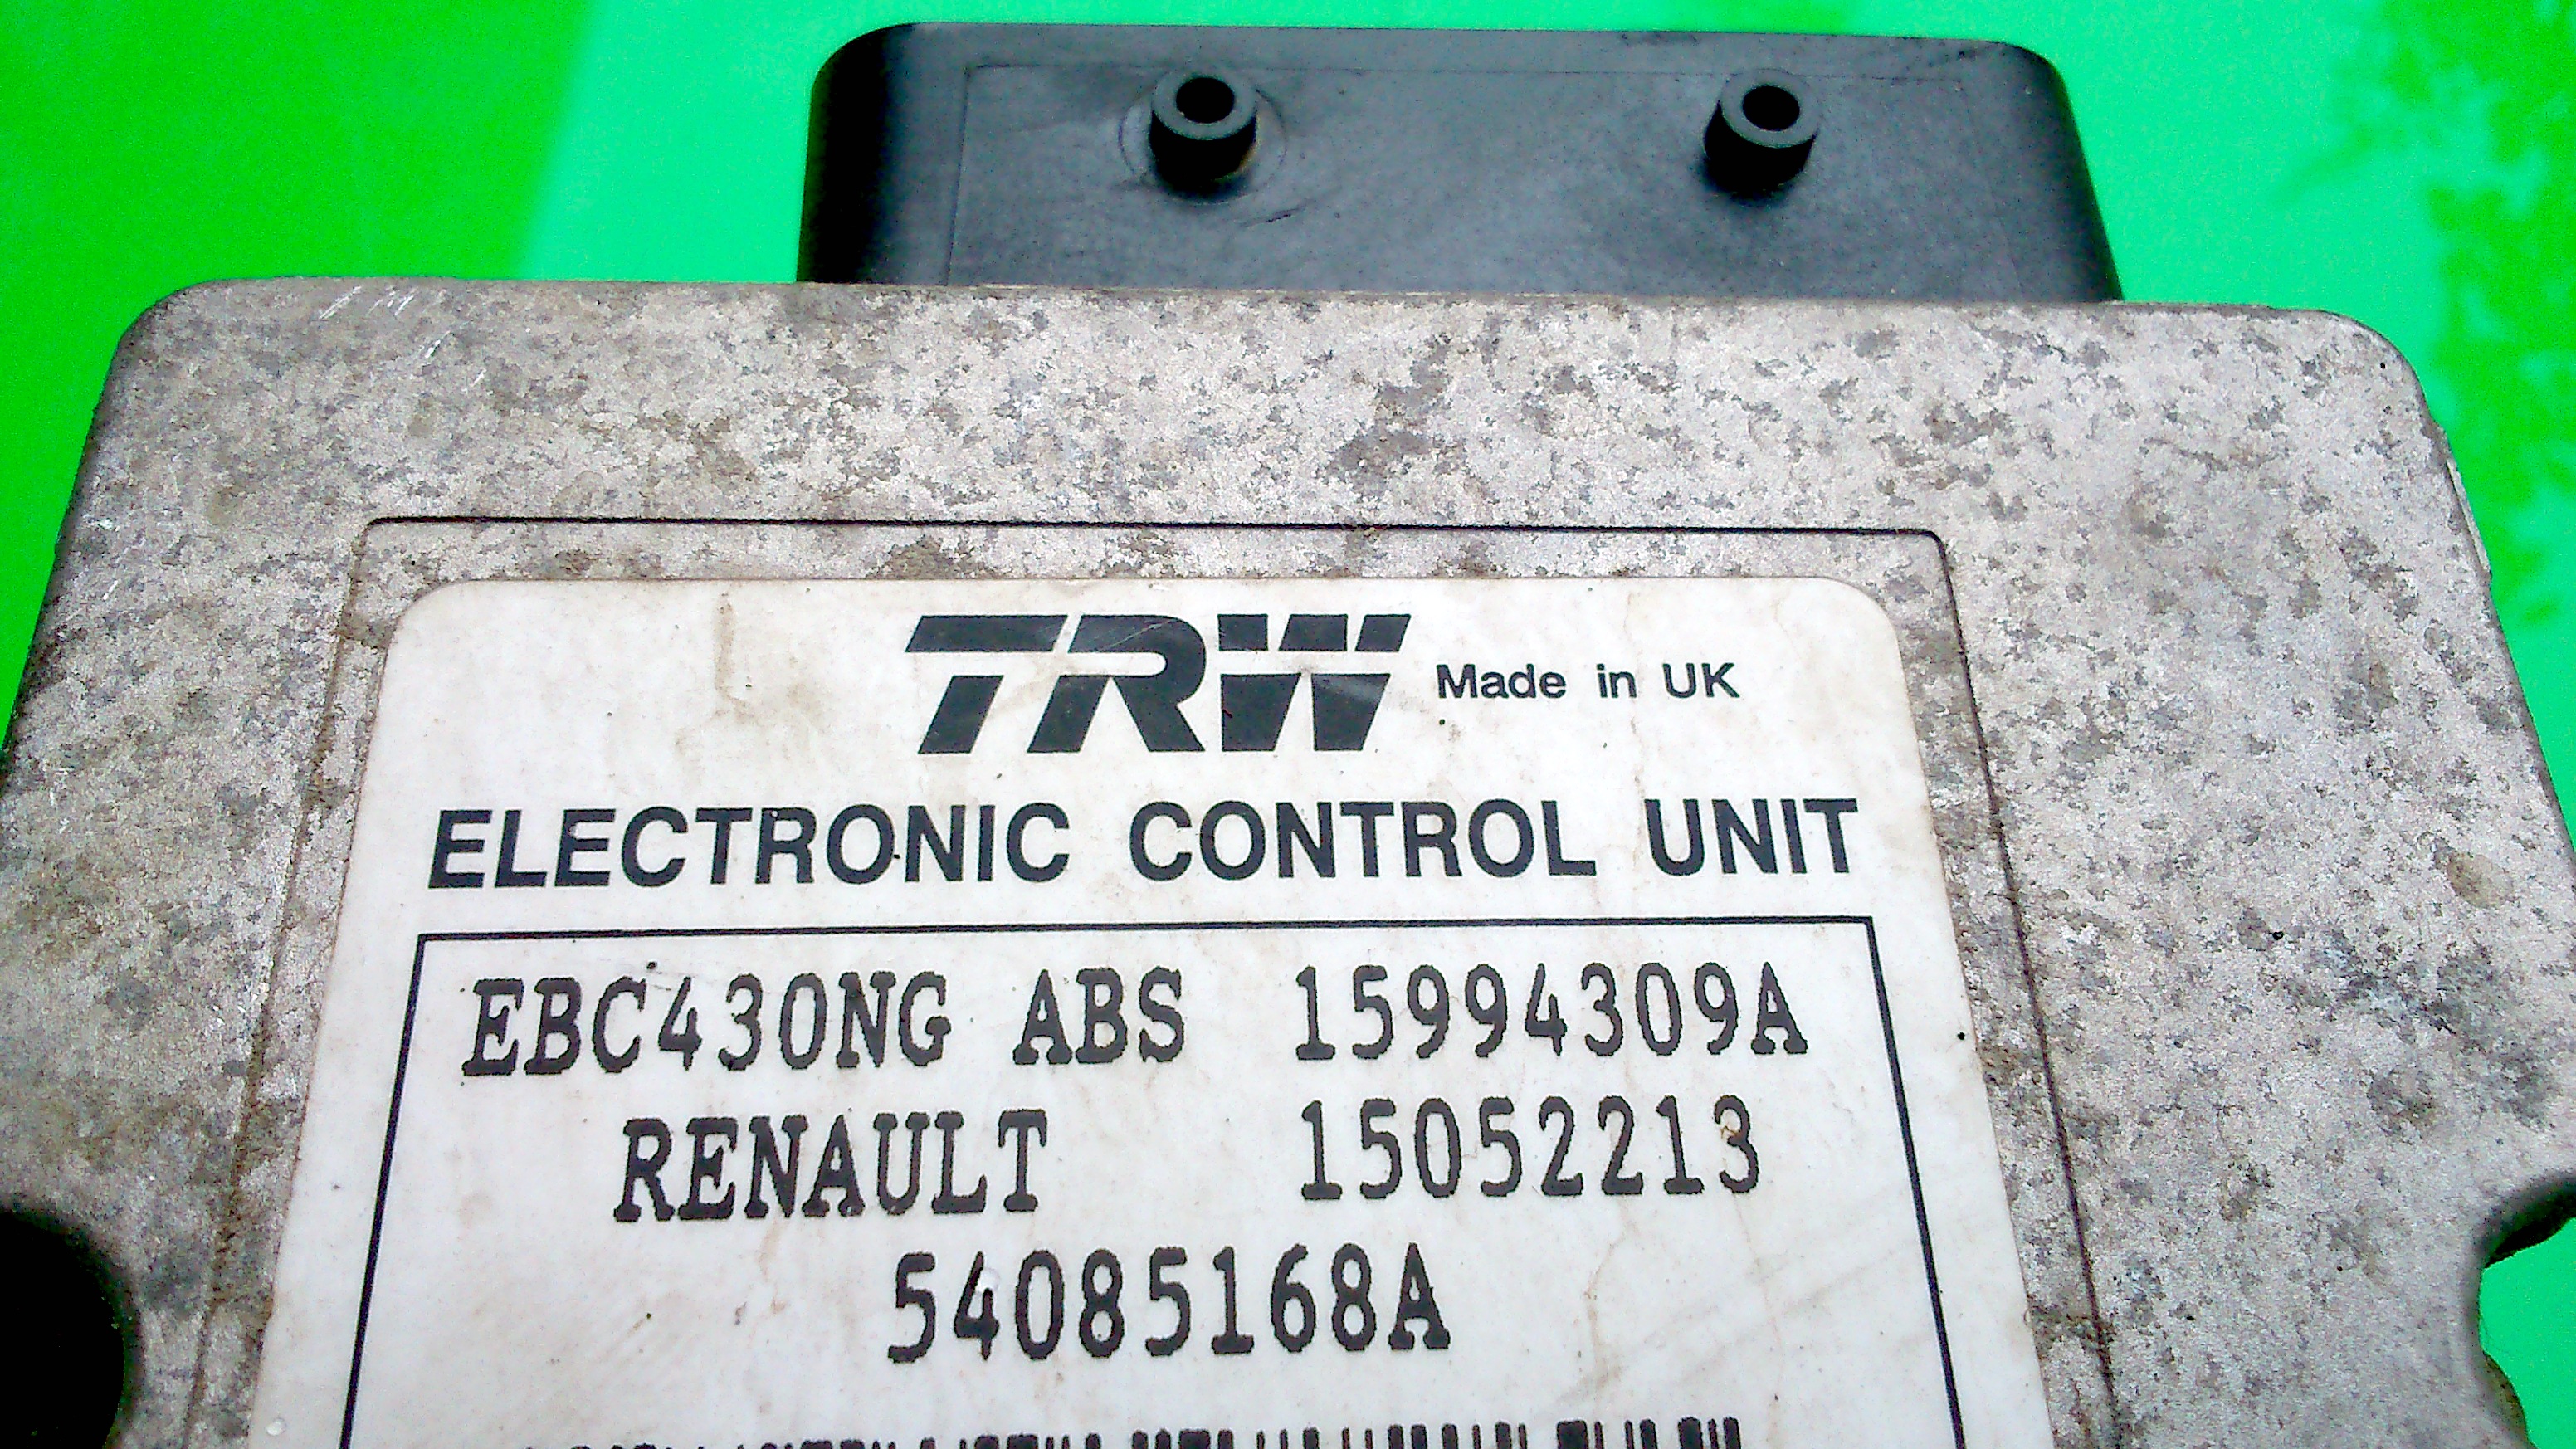 TRW Made in UK
ELECTRONIC CONTROL UNIT
EBC430NG ABS 15994309A
RENAULT 15052213
54085168A